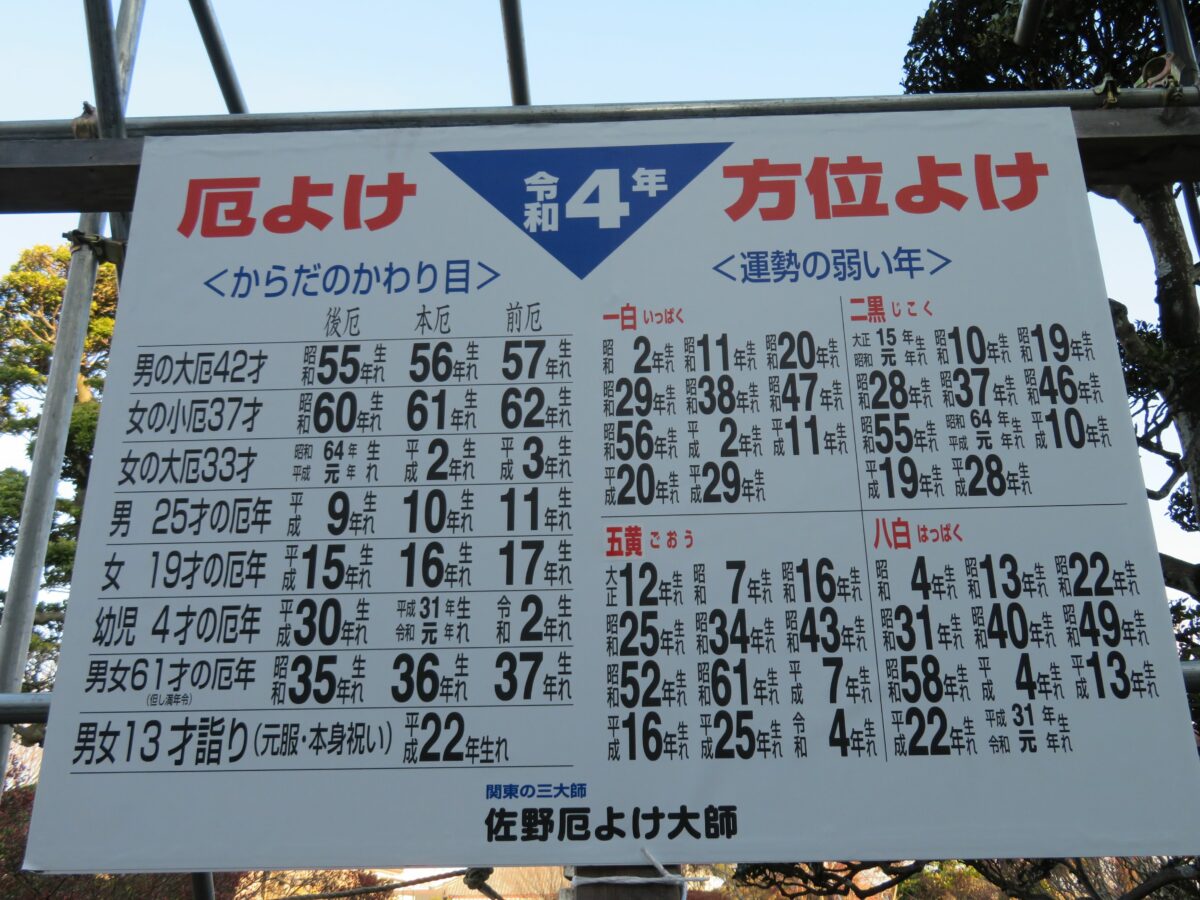 厄よけ
令和4年
方位よけ
<からだのかわり目>
<運勢の弱い年>
後厄 本厄 前厄
男の大厄42才 昭和55年生れ 56年生れ 57年生れ
女の小厄37才 昭和60年生れ 61年生れ 62年生れ
女の大厄33才 昭和64年平成元年生れ 平成2年生れ 平成3年生れ
男 25才の厄年 平成9年生れ 10年生れ 11年生れ
女 19才の厄年 平成15年生れ 16年生れ 17年生れ
幼児 4才の厄年 平成30年生れ 平成31年令和元年生れ 令和2年生れ
男女61才の厄年 昭和35年生れ 36年生れ 37年生れ
(但し満年令)
男女13才詣り(元服・本身祝い) 平成22年生れ
一白 いっぱく
昭和2年生れ 昭和11年生れ 昭和20年生れ
昭和29年生れ 昭和38年生れ 昭和47年生れ
昭和56年生れ 平成2年生れ 平成11年生れ
平成20年生れ 平成29年生れ
二黒 じこく
大正15年昭和元年生れ 昭和10年生れ 昭和19年生れ
昭和28年生れ 昭和37年生れ 昭和46年生れ
昭和55年生れ 昭和64年平成元年生れ 平成10年生れ
平成19年生れ 平成28年生れ
五黄 ごおう
大正12年生れ 昭和7年生れ 昭和16年生れ
昭和25年生れ 昭和34年生れ 昭和43年生れ
昭和52年生れ 昭和61年生れ 平成7年生れ
平成16年生れ 平成25年生れ 令和4年生れ
八白 はっぱく
昭和4年生れ 昭和13年生れ 昭和22年生れ
昭和31年生れ 昭和40年生れ 昭和49年生れ
昭和58年生れ 平成4年生れ 平成13年生れ
平成22年生れ 平成31年令和元年生れ
関東の三大師
佐野厄よけ大師